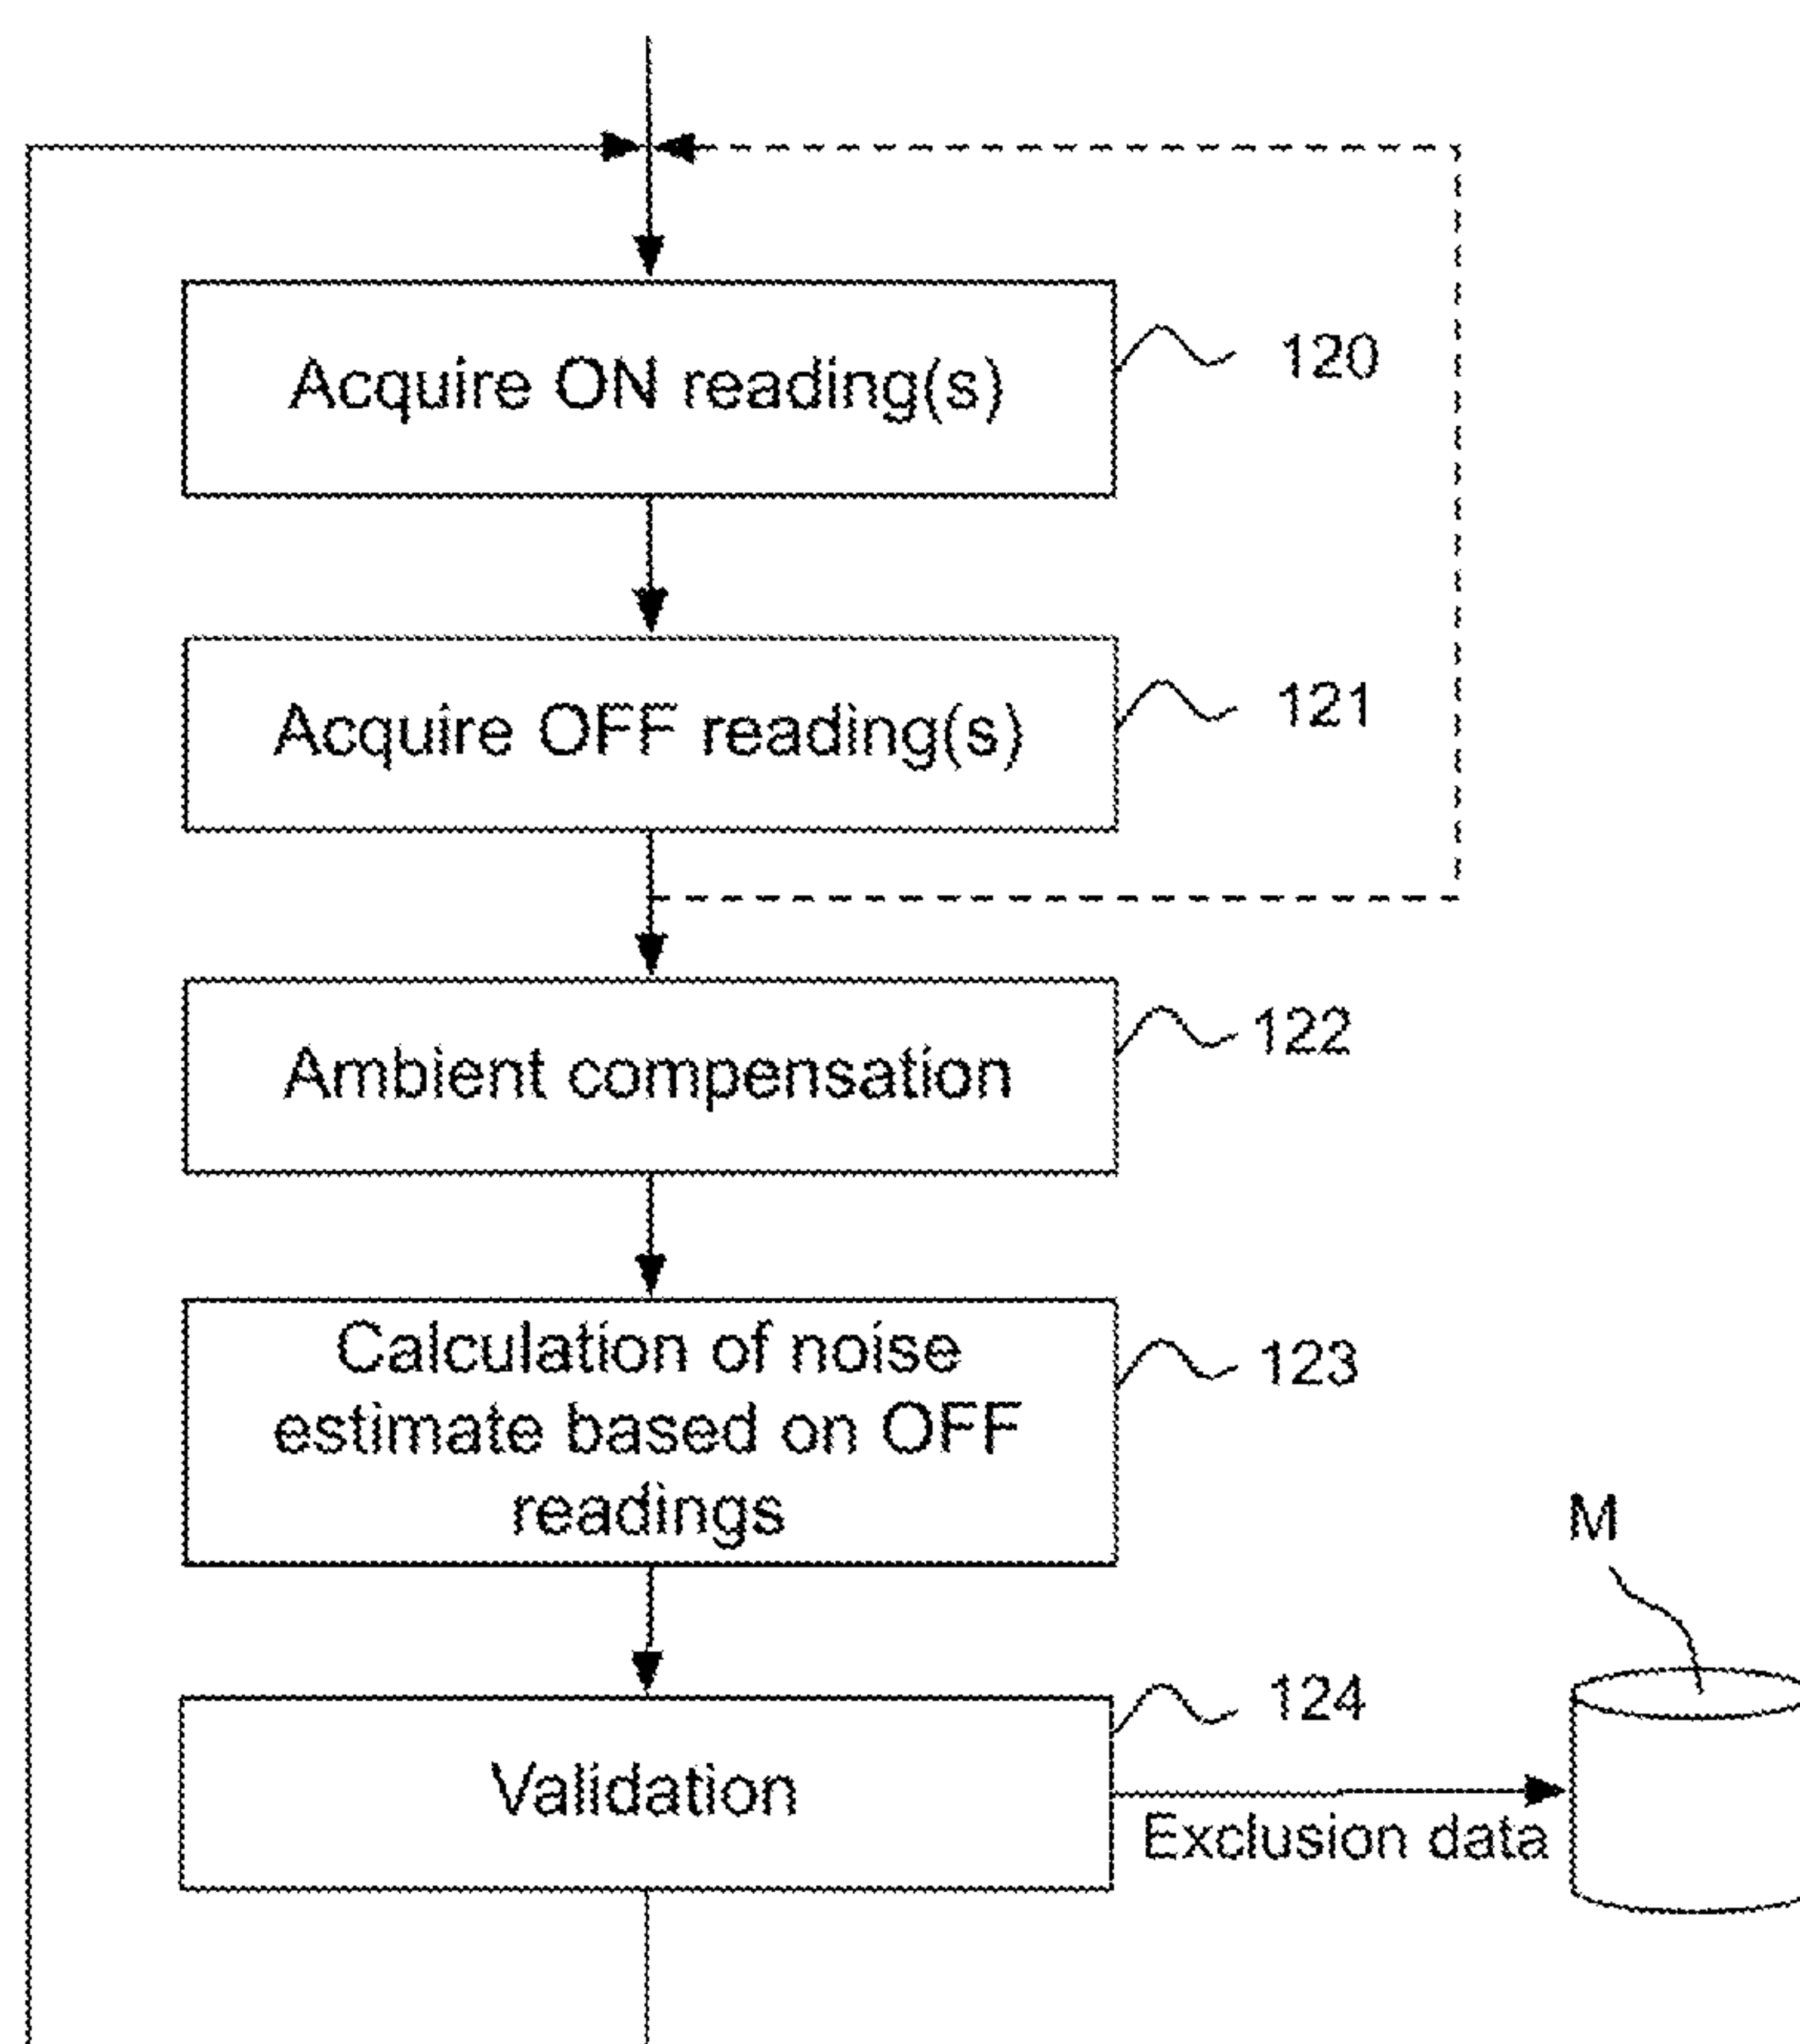 Acquire ON reading(s)
120
Acquire OFF reading(s)
121
Ambient compensation
122
Calculation of noise
estimate based on OFF
readings
123
M
Validation
124
Exclusion data